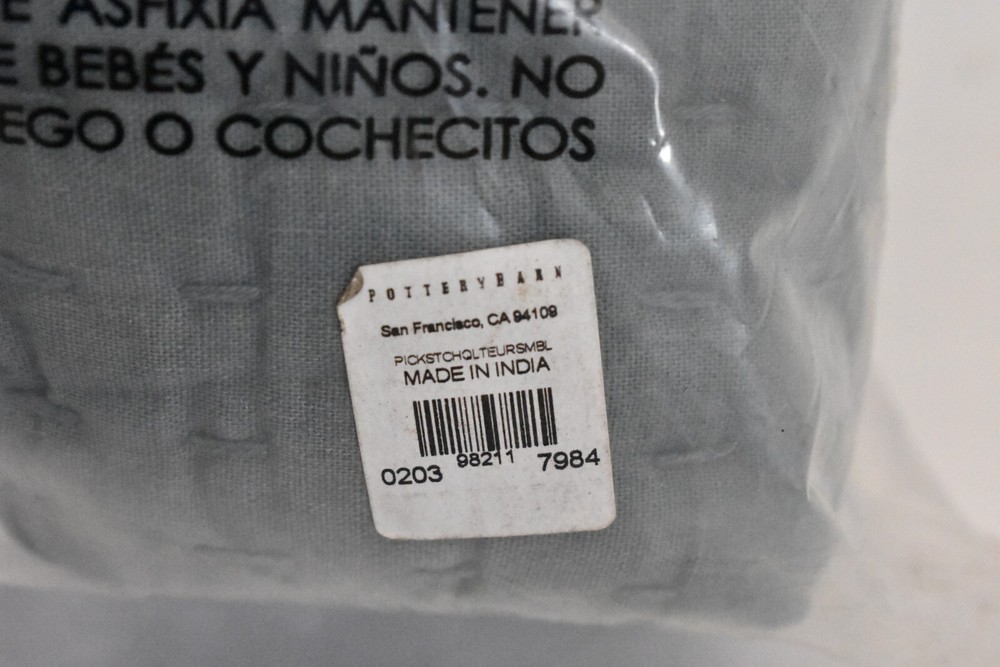 E ASFIXIA MANTENER
E BEBÉS Y NIÑOS. NO
EGO O COCHECITOS
POTTERYBARN
San Francisco, CA 94109
PICKSTCHQLTEURSMBL
MADE IN INDIA
0203 98211 7984